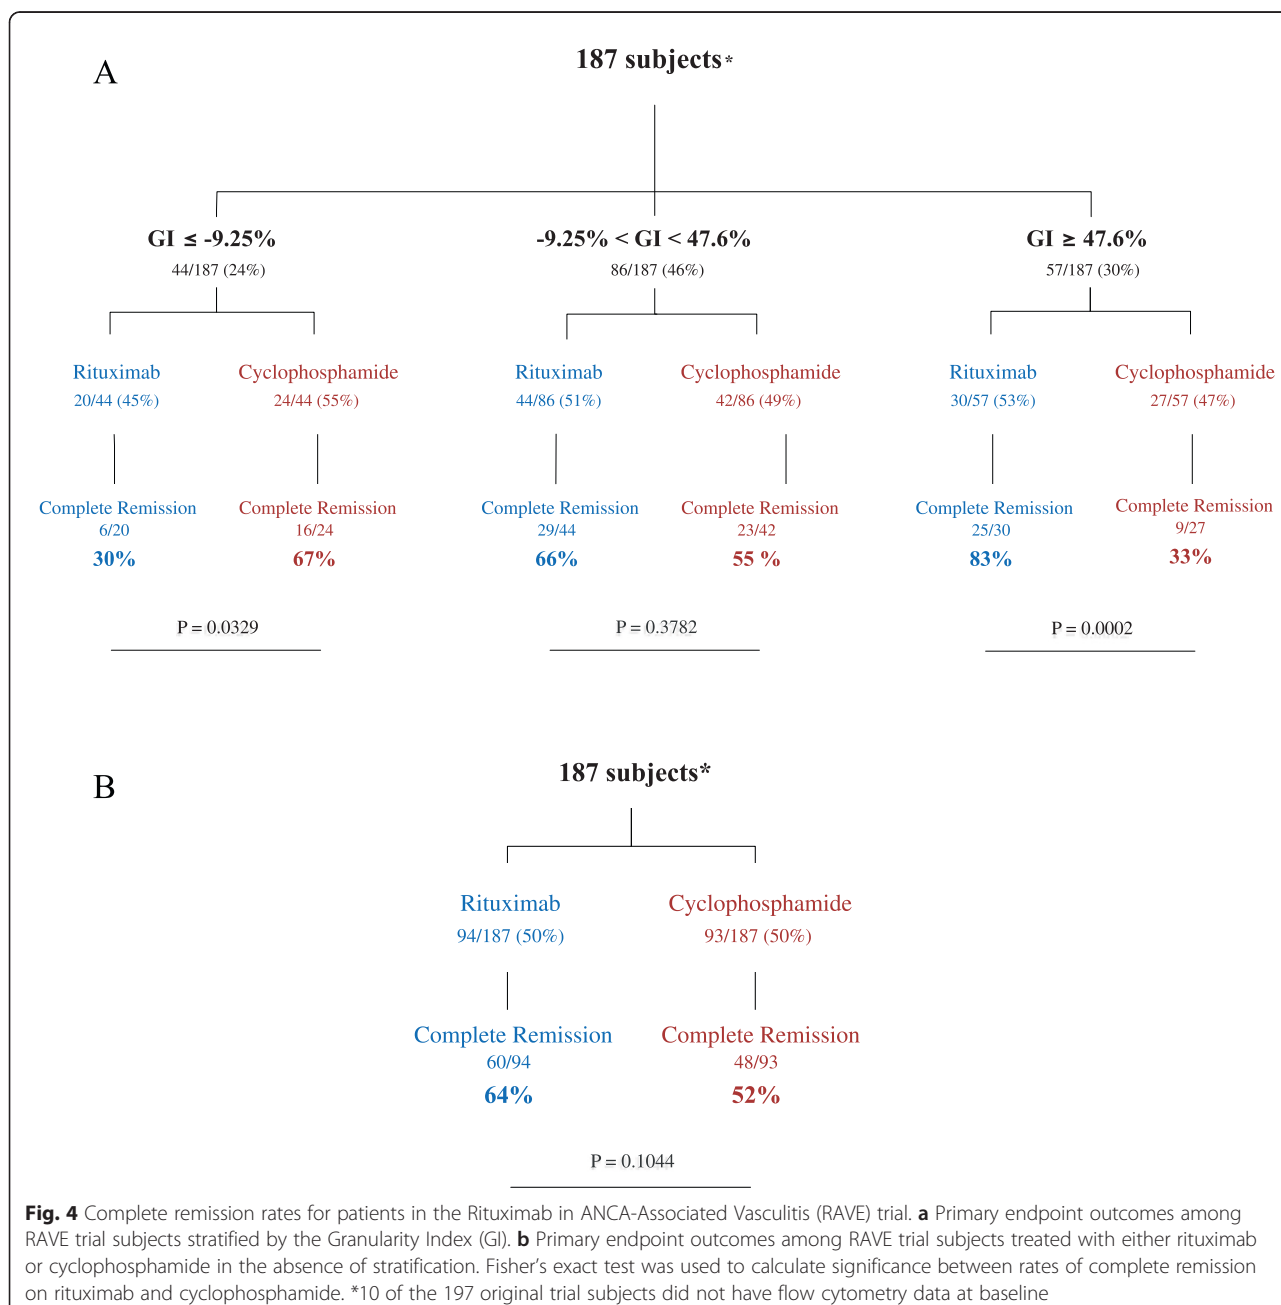 A
187 subjects*
GI ≤ -9.25%
44/187 (24%)
-9.25% < GI < 47.6%
86/187 (46%)
GI ≥ 47.6%
57/187 (30%)
Rituximab
20/44 (45%)
Cyclophosphamide
24/44 (55%)
Rituximab
44/86 (51%)
Cyclophosphamide
42/86 (49%)
Rituximab
30/57 (53%)
Cyclophosphamide
27/57 (47%)
Complete Remission
6/20
30%
Complete Remission
16/24
67%
Complete Remission
29/44
66%
Complete Remission
23/42
55 %
Complete Remission
25/30
83%
Complete Remission
9/27
33%
P = 0.0329
P = 0.3782
P = 0.0002
B
187 subjects*
Rituximab
94/187 (50%)
Cyclophosphamide
93/187 (50%)
Complete Remission
60/94
64%
Complete Remission
48/93
52%
P = 0.1044
Fig. 4 Complete remission rates for patients in the Rituximab in ANCA-Associated Vasculitis (RAVE) trial. a Primary endpoint outcomes among
RAVE trial subjects stratified by the Granularity Index (GI). b Primary endpoint outcomes among RAVE trial subjects treated with either rituximab
or cyclophosphamide in the absence of stratification. Fisher's exact test was used to calculate significance between rates of complete remission
on rituximab and cyclophosphamide. *10 of the 197 original trial subjects did not have flow cytometry data at baseline